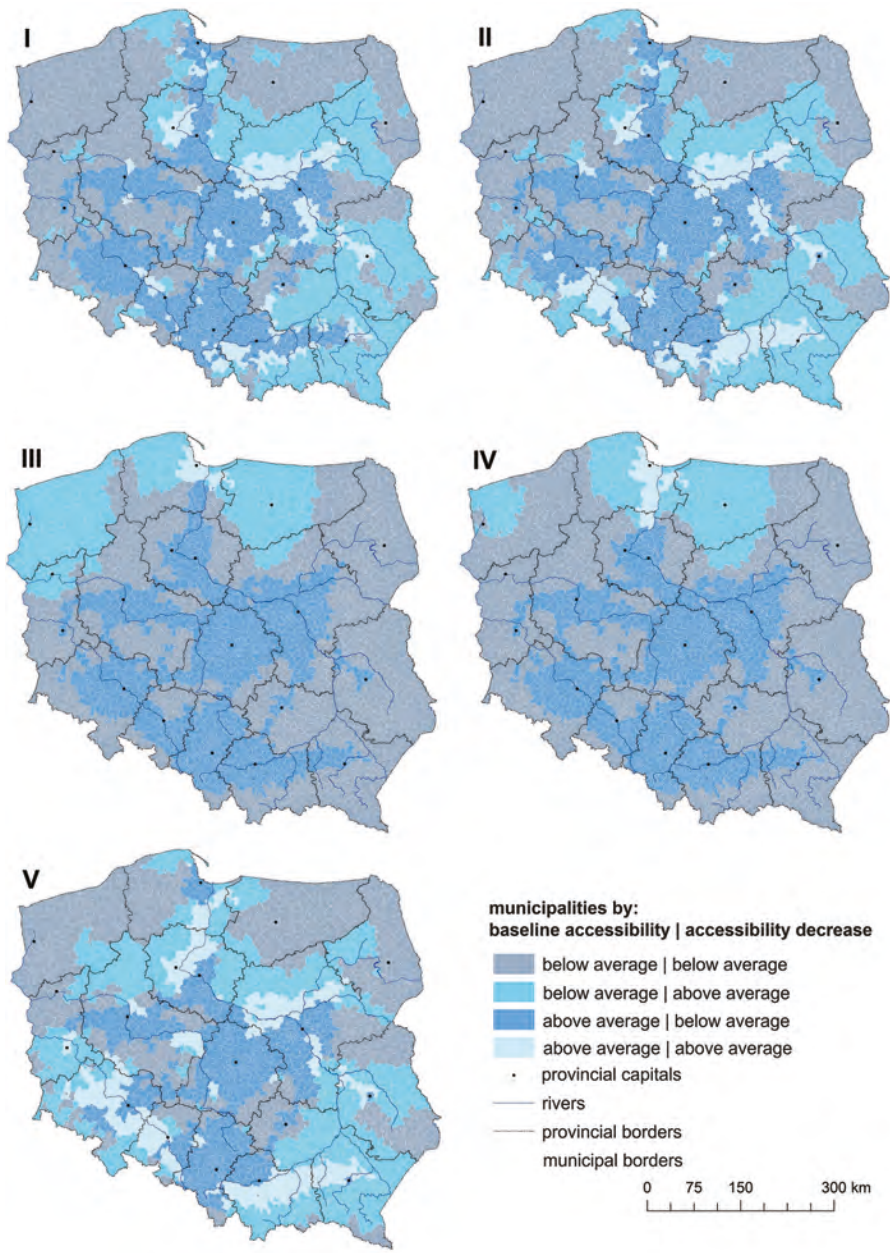 I
II
III
IV
V
municipalities by:
baseline accessibility | accessibility decrease
below average | below average
below average | above average
above average | below average
above average | above average
provincial capitals
rivers
provincial borders
municipal borders
0 75 150 300 km